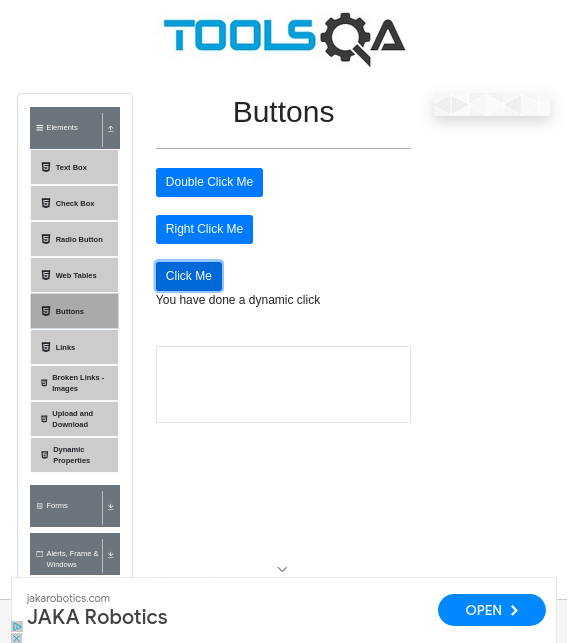 TOOLSQA
Buttons
Elements
Text Box
Check Box
Radio Button
Web Tables
Buttons
Links
Broken Links -
Images
Upload and
Download
Dynamic
Properties
Forms
Alerts, Frame &
Windows
Double Click Me
Right Click Me
Click Me
You have done a dynamic click
jakarobotics.com
JAKA Robotics
OPEN